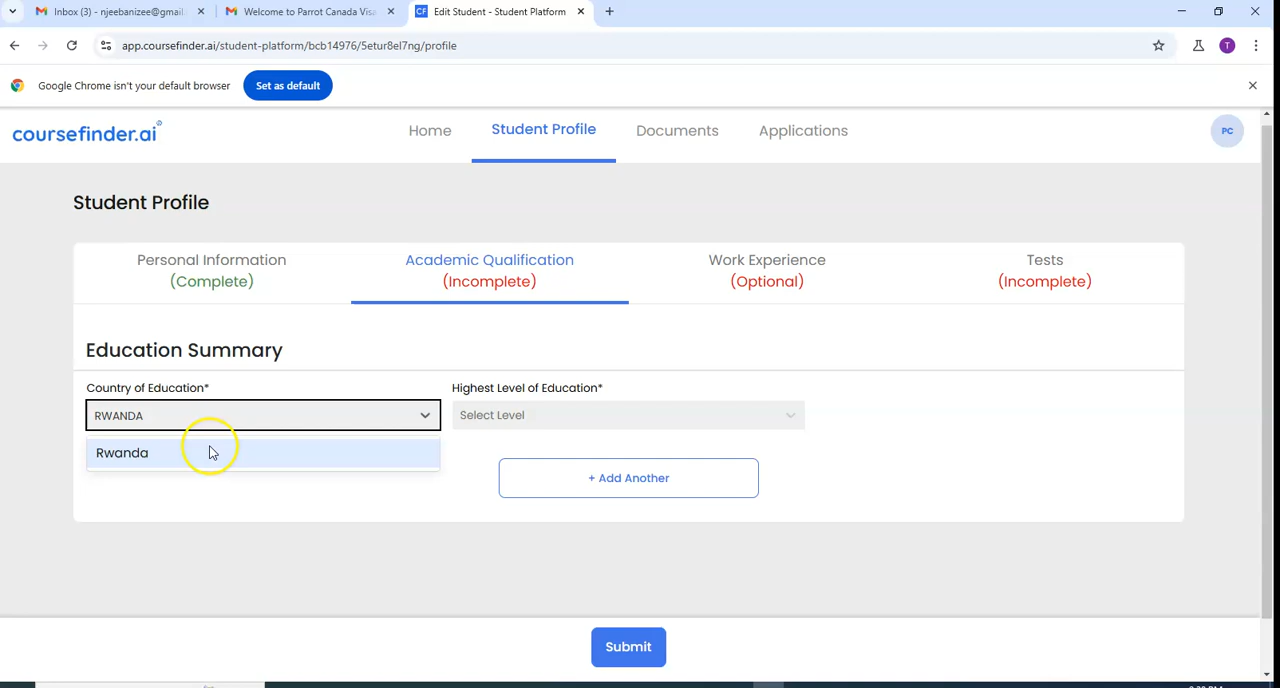 Inbox (3) - njeebanizee@gmail
Welcome to Parrot Canada Visa
CF Edit Student - Student Platform
app.coursefinder.ai/student-platform/bcb14976/5etur8el7ng/profile
T
Google Chrome isn't your default browser
Set as default
coursefinder.ai
Home
Student Profile
Documents
Applications
PC
Student Profile
Personal Information
(Complete)
Academic Qualification
(Incomplete)
Work Experience
(Optional)
Tests
(Incomplete)
Education Summary
Country of Education*
Highest Level of Education*
RWANDA
Select Level
Rwanda
+ Add Another
Submit